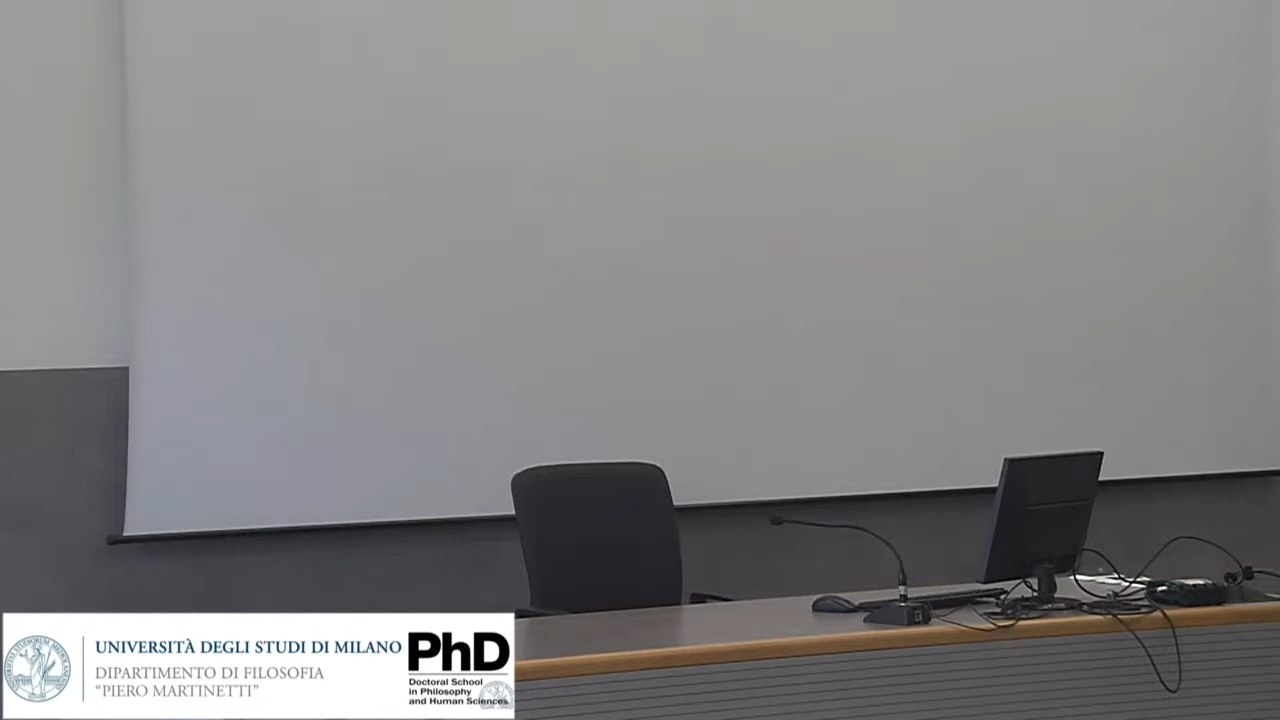 UNIVERSITÀ DEGLI STUDI DI MILANO
DIPARTIMENTO DI FILOSOFIA
“PIERO MARTINETTI”
PhD
Doctoral School
in Philosophy
and Human Sciences